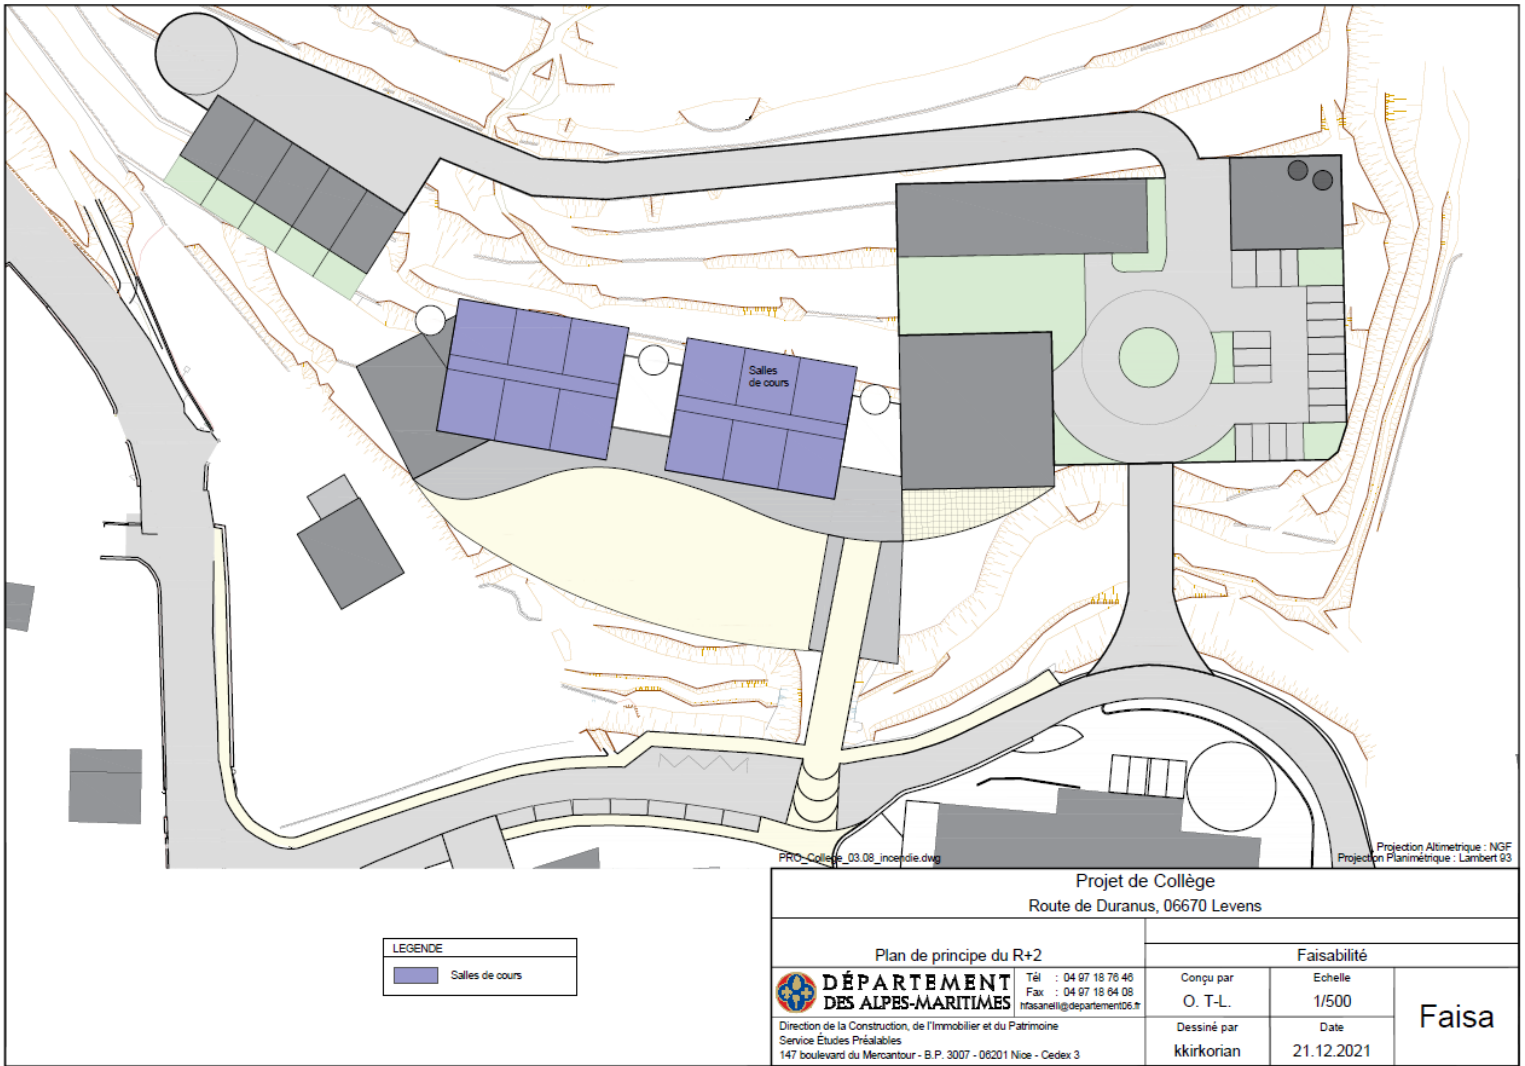 Salles
de cours
PRO_College_03.08_incendie.dwg
Projection Altimetrique : NGF
Projection Planimétrique : Lambert 93
Projet de Collège
Route de Duranus, 06670 Levens
Plan de principe du R+2
Faisabilité
LEGENDE
Salles de cours
DÉPARTEMENT
DES ALPES-MARITIMES
Tél : 04 97 18 76 46
Fax : 04 97 18 64 08
hfasanelli@departement06.fr
Conçu par
O. T-L.
Echelle
1/500
Faisa
Direction de la Construction, de l'Immobilier et du Patrimoine
Service Études Préalables
147 boulevard du Mercantour - B.P. 3007 - 06201 Nice - Cedex 3
Dessiné par
kkirkorian
Date
21.12.2021